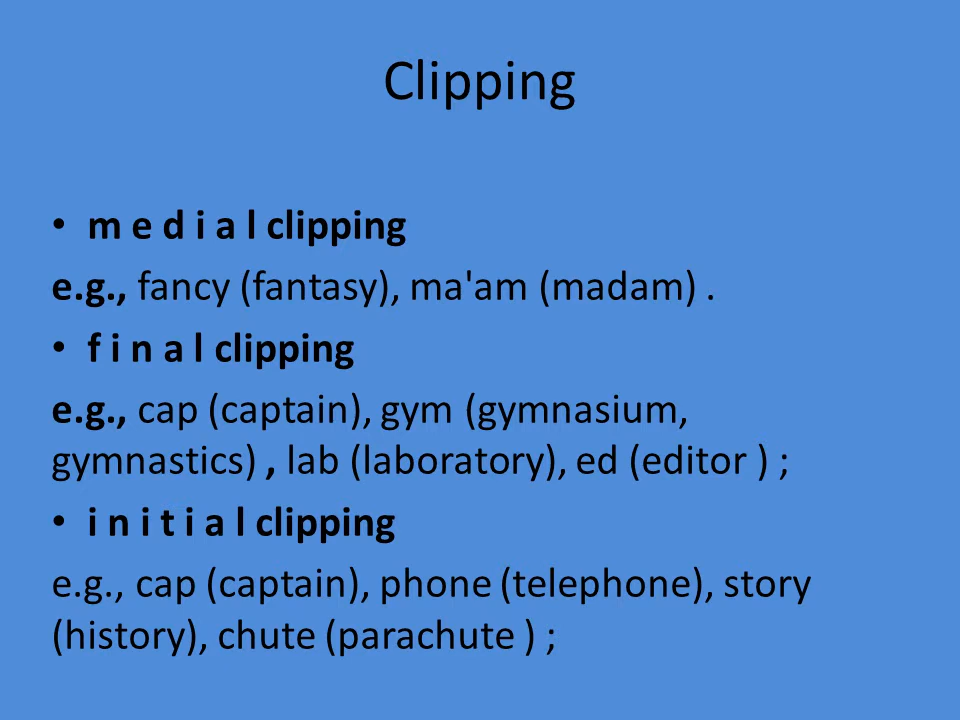 Clipping
• m e d i a l clipping
e.g., fancy (fantasy), ma'am (madam) .
• f i n a l clipping
e.g., cap (captain), gym (gymnasium,
gymnastics) , lab (laboratory), ed (editor ) ;
• i n i t i a l clipping
e.g., cap (captain), phone (telephone), story
(history), chute (parachute ) ;